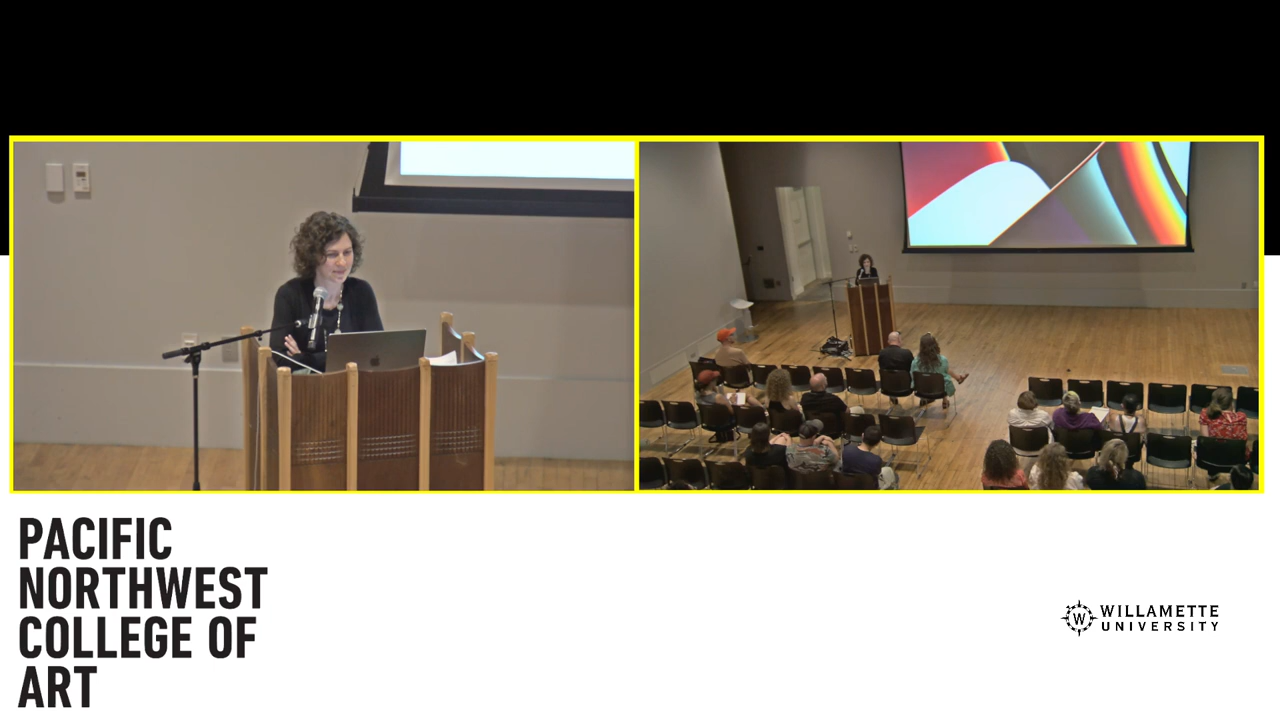 PACIFIC
NORTHWEST
COLLEGE OF
ART
W
WILLAMETTE
UNIVERSITY